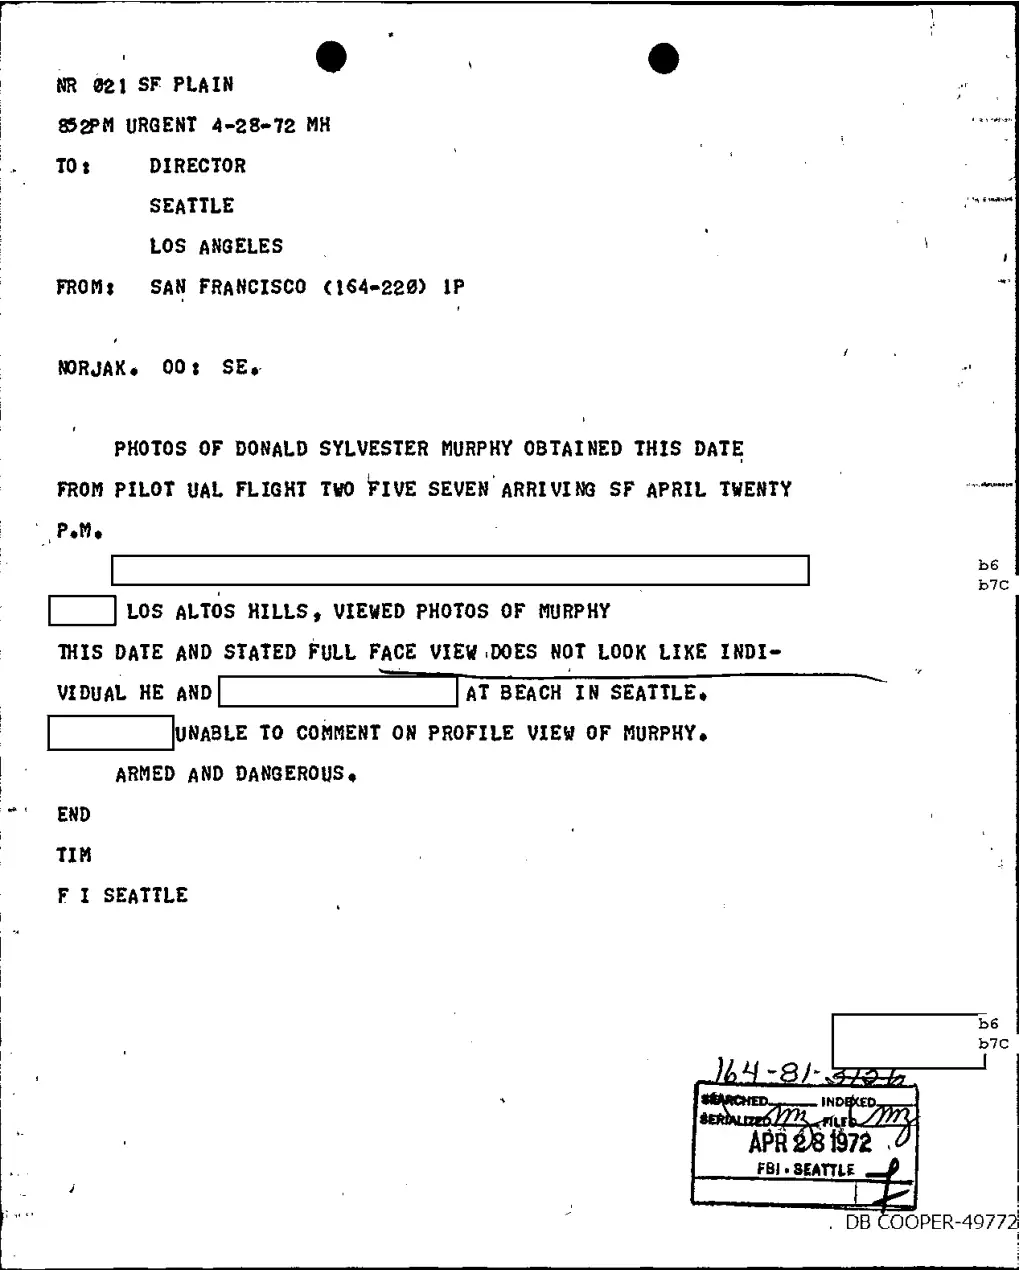 NR 021 SF PLAIN
852PM URGENT 4-28-72 MH
TO: DIRECTOR
SEATTLE
LOS ANGELES
FROM: SAN FRANCISCO (164-220) 1P
NORJAK. OO: SE.
PHOTOS OF DONALD SYLVESTER MURPHY OBTAINED THIS DATE
FROM PILOT UAL FLIGHT TWO FIVE SEVEN ARRIVING SF APRIL TWENTY
P.M.
b6
b7C
LOS ALTOS HILLS, VIEWED PHOTOS OF MURPHY
THIS DATE AND STATED FULL FACE VIEW DOES NOT LOOK LIKE INDI-
VIDUAL HE AND AT BEACH IN SEATTLE.
UNABLE TO COMMENT ON PROFILE VIEW OF MURPHY.
ARMED AND DANGEROUS.
END
TIM
F I SEATTLE
b6
b7C
164-81-
SEARCHED INDEXED
SERIALIZED FILED
APR 28 1972
FBI - SEATTLE
DB COOPER-49772